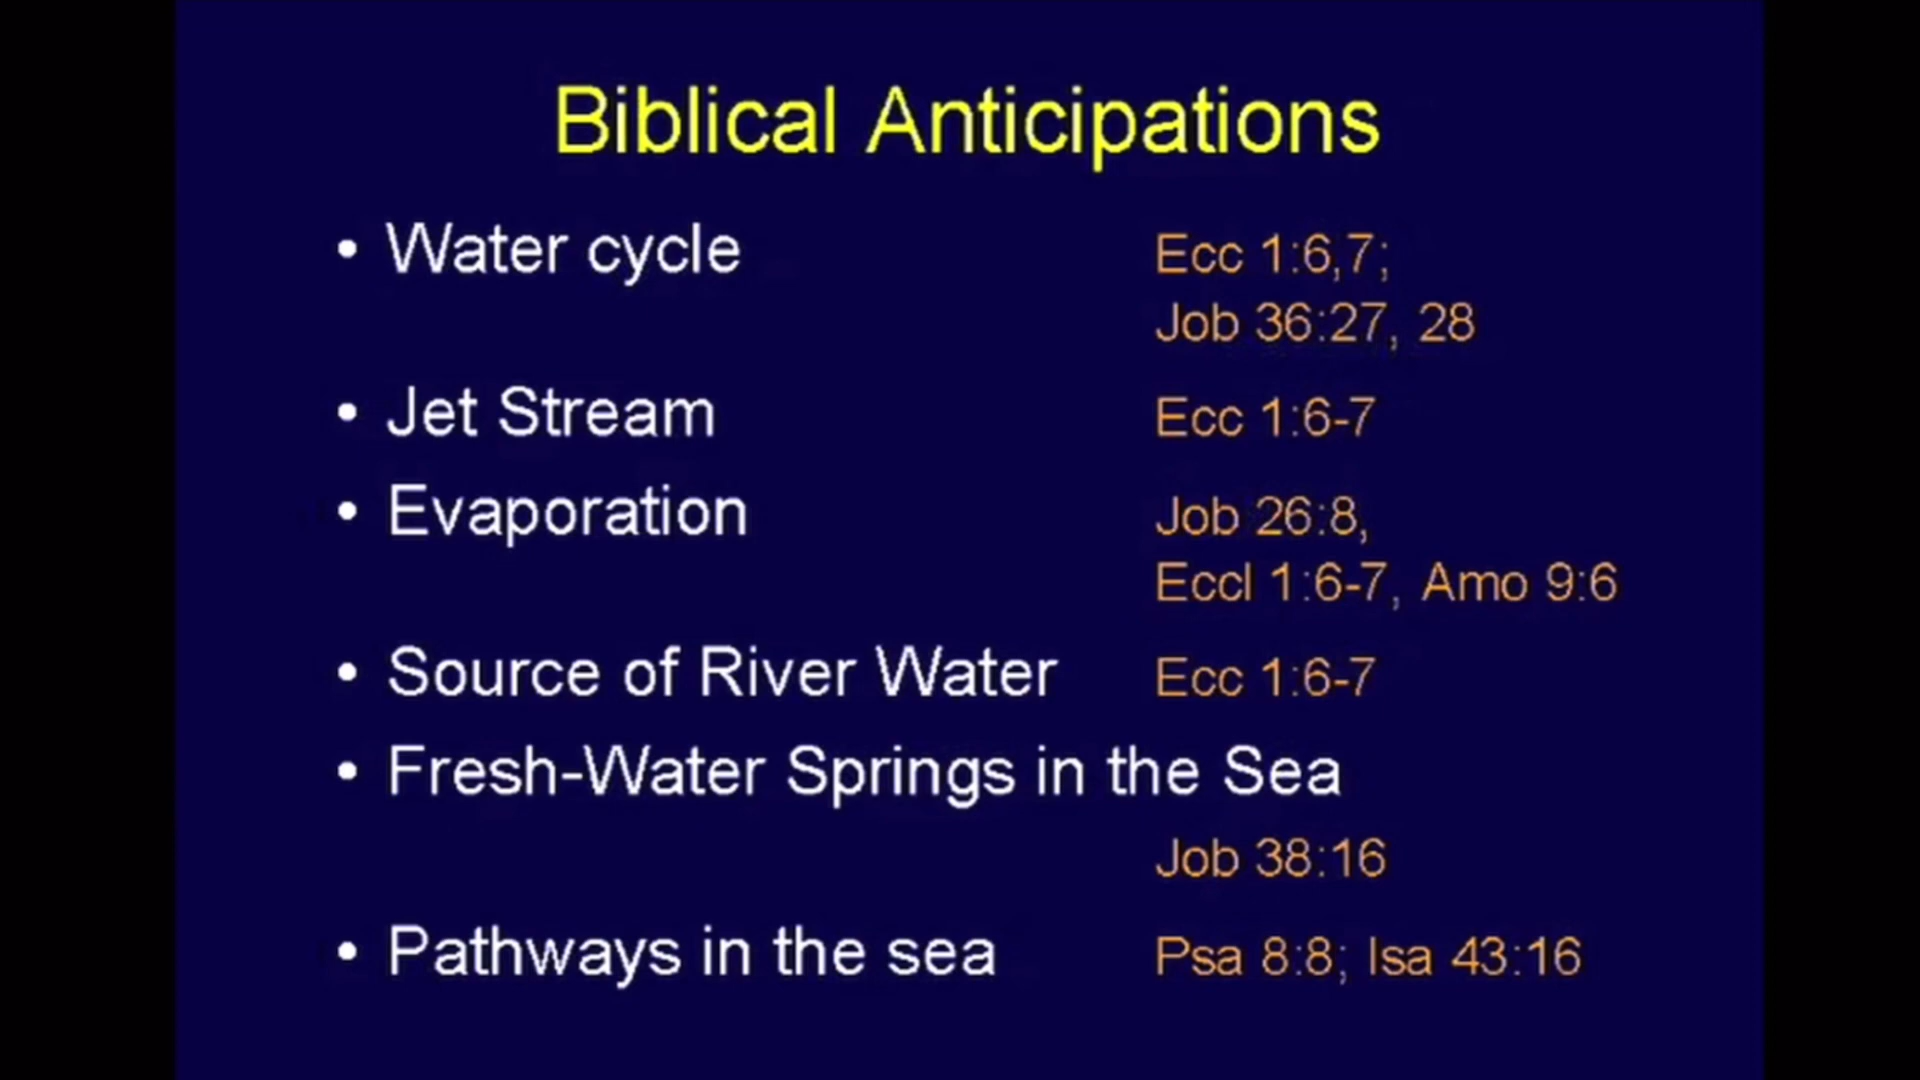 Biblical Anticipations
• Water cycle Ecc 1:6,7;
Job 36:27, 28
• Jet Stream Ecc 1:6-7
• Evaporation Job 26:8,
Eccl 1:6-7, Amo 9:6
• Source of River Water Ecc 1:6-7
• Fresh-Water Springs in the Sea
Job 38:16
• Pathways in the sea Psa 8:8; Isa 43:16